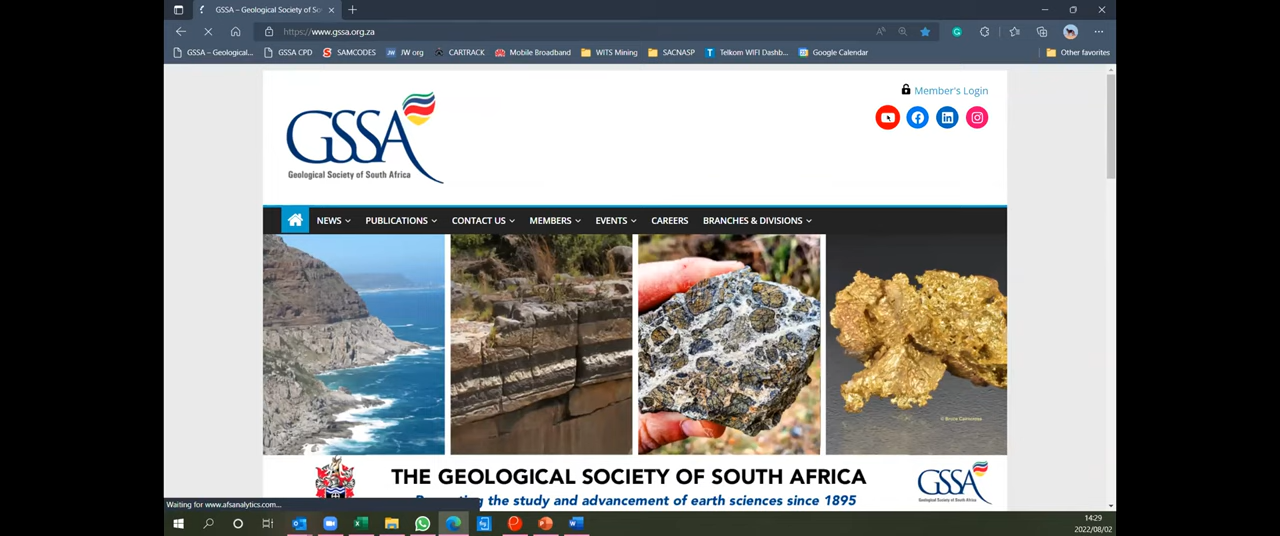 GSSA – Geological Society of So
https://www.gssa.org.za
GSSA – Geological... GSSA CPD SAMCODES JW org CARTRACK Mobile Broadband WITS Mining SACNASP Telkom WIFI Dashb... Google Calendar Other favorites
Member's Login
GSSA
Geological Society of South Africa
NEWS PUBLICATIONS CONTACT US MEMBERS EVENTS CAREERS BRANCHES & DIVISIONS
THE GEOLOGICAL SOCIETY OF SOUTH AFRICA
the study and advancement of earth sciences since 1895
GSSA
Geological Society of South Africa
Waiting for www.afsanalytics.com...
14:29
2022/08/02